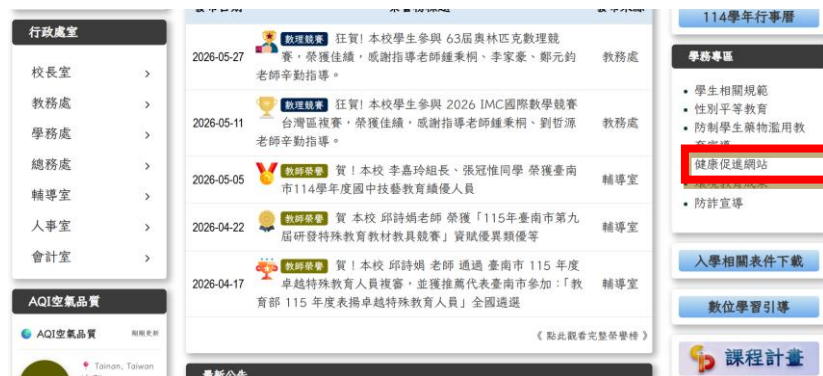 行政處室
校長室
教務處
學務處
總務處
輔導室
人事室
會計室
AQI空氣品質
AQI空氣品質
Tainan, Taiwan
2026-05-27
數理競賽 狂賀! 本校學生參與 63屆奧林匹克數理競
賽，榮獲佳績，感謝指導老師鍾秉桐、李家豪、鄭元鈞
老師辛勤指導。
教務處
2026-05-11
數理競賽 狂賀! 本校學生參與 2026 IMC國際數學競賽
台灣區複賽，榮獲佳績，感謝指導老師鍾秉桐、劉哲源
老師辛勤指導。
教務處
2026-05-05
教師榮譽 賀！本校 李嘉玲組長、張冠惟同學 榮獲臺南
市114學年度國中技藝教育績優人員
輔導室
2026-04-22
教師榮譽 賀 本校 邱詩娟老師 榮獲「115年臺南市第九
屆研發特殊教育教材教具競賽」資賦優異類優等
輔導室
2026-04-17
教師榮譽 賀！本校 邱詩娟 老師 通過 臺南市 115 年度
卓越特殊教育人員複審，並獲推薦代表臺南市參加：「教
育部 115 年度表揚卓越特殊教育人員」全國遴選
輔導室
《 點此觀看完整榮譽榜 》
最新公告
114學年行事曆
學務專區
學生相關規範
性別平等教育
防制學生藥物濫用教
健康促進網站
防詐宣導
入學相關表件下載
數位學習引導
課程計畫